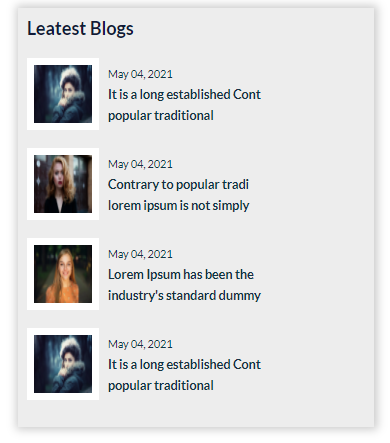 Leatest Blogs
May 04, 2021
It is a long established Cont
popular traditional
May 04, 2021
Contrary to popular tradi
lorem ipsum is not simply
May 04, 2021
Lorem Ipsum has been the
industry's standard dummy
May 04, 2021
It is a long established Cont
popular traditional